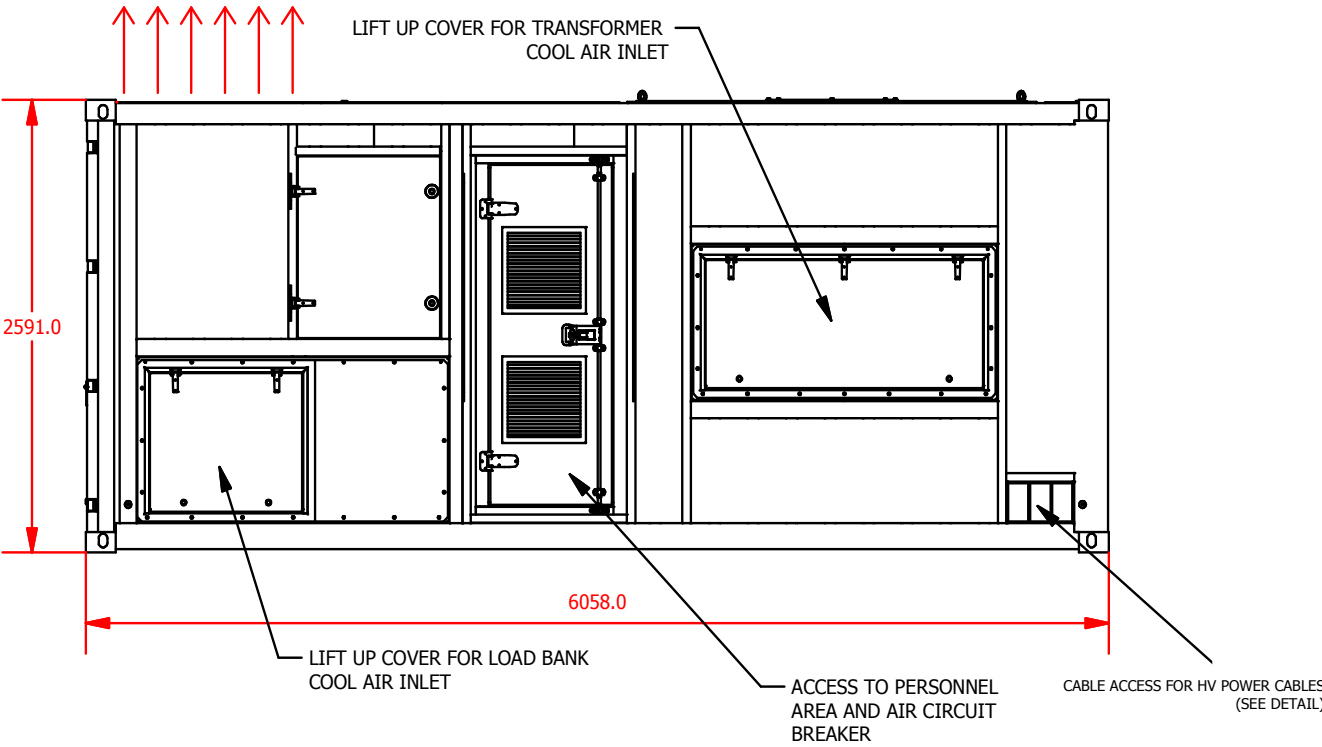 LIFT UP COVER FOR TRANSFORMER
COOL AIR INLET
2591.0
6058.0
LIFT UP COVER FOR LOAD BANK
COOL AIR INLET
ACCESS TO PERSONNEL
AREA AND AIR CIRCUIT
BREAKER
CABLE ACCESS FOR HV POWER CABLES
(SEE DETAIL)